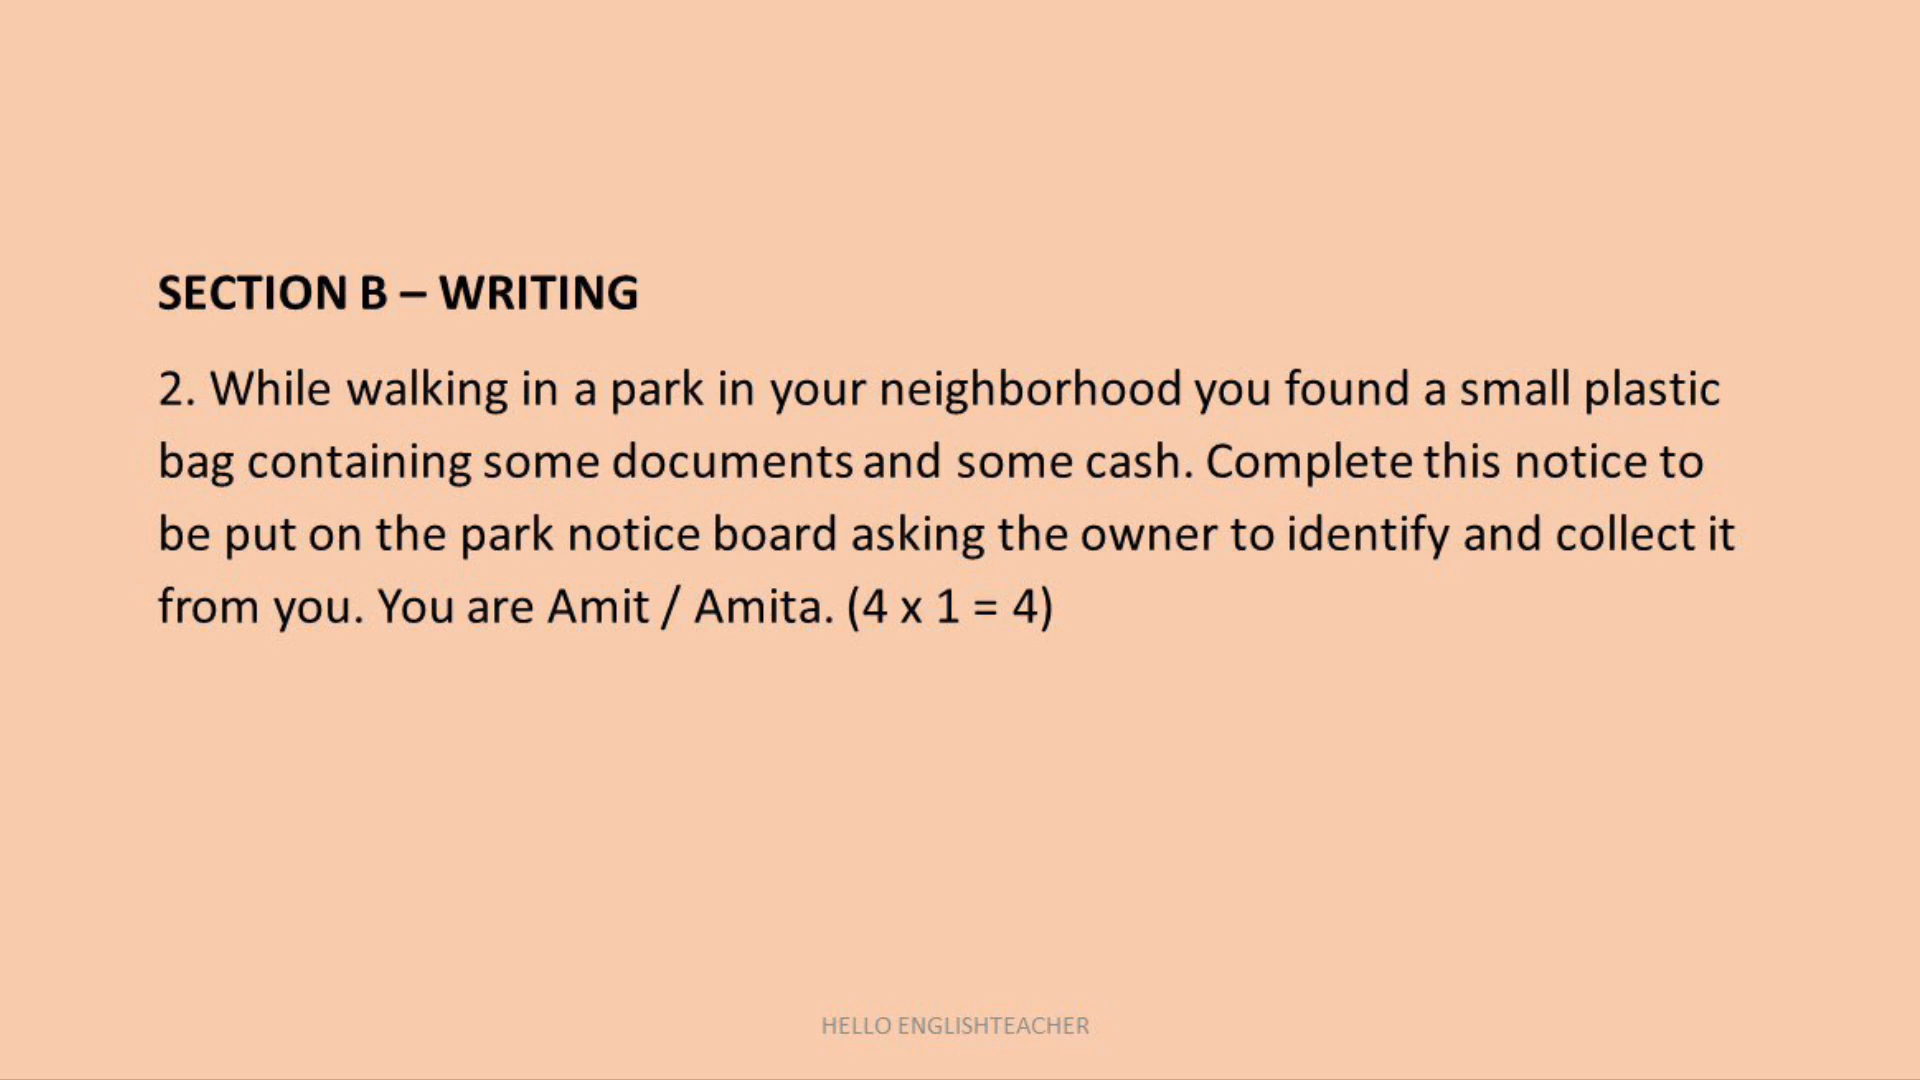 SECTION B – WRITING
2. While walking in a park in your neighborhood you found a small plastic
bag containing some documents and some cash. Complete this notice to
be put on the park notice board asking the owner to identify and collect it
from you. You are Amit / Amita. (4 x 1 = 4)
HELLO ENGLISHTEACHER